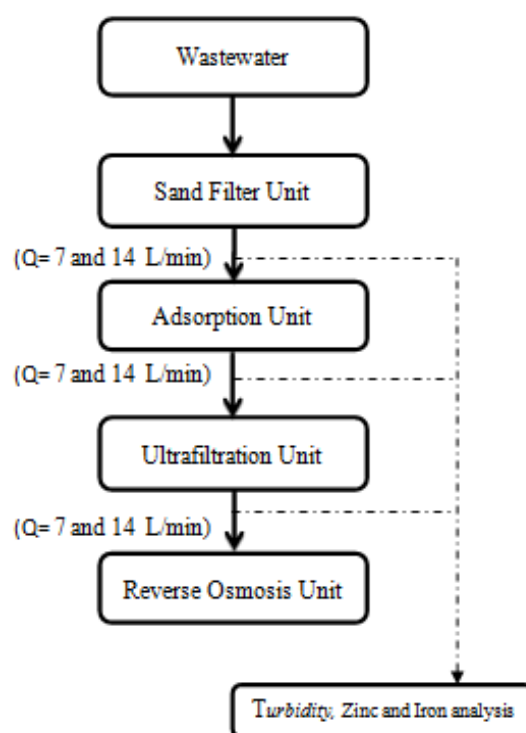 Wastewater
Sand Filter Unit
(Q= 7 and 14 L/min)
Adsorption Unit
(Q= 7 and 14 L/min)
Ultrafiltration Unit
(Q= 7 and 14 L/min)
Reverse Osmosis Unit
Turbidity, Zinc and Iron analysis